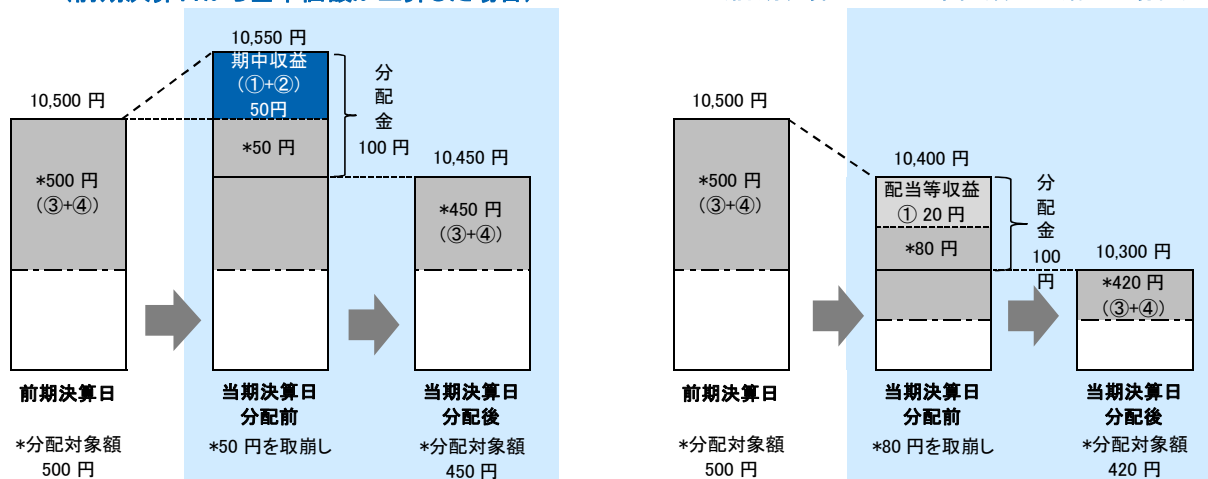 10,550 円
期中収益
(①+②)
50円
*50 円
分
配
金
100 円
10,500 円
*500 円
(③+④)
10,450 円
*450 円
(③+④)
前期決算日
当期決算日
分配前
当期決算日
分配後
*分配対象額
500 円
*50 円を取崩し
*分配対象額
450 円
10,500 円
*500 円
(③+④)
10,400 円
配当等収益
① 20 円
*80 円
分
配
金
100
円
10,300 円
*420 円
(③+④)
前期決算日
当期決算日
分配前
当期決算日
分配後
*分配対象額
500 円
*80 円を取崩し
*分配対象額
420 円